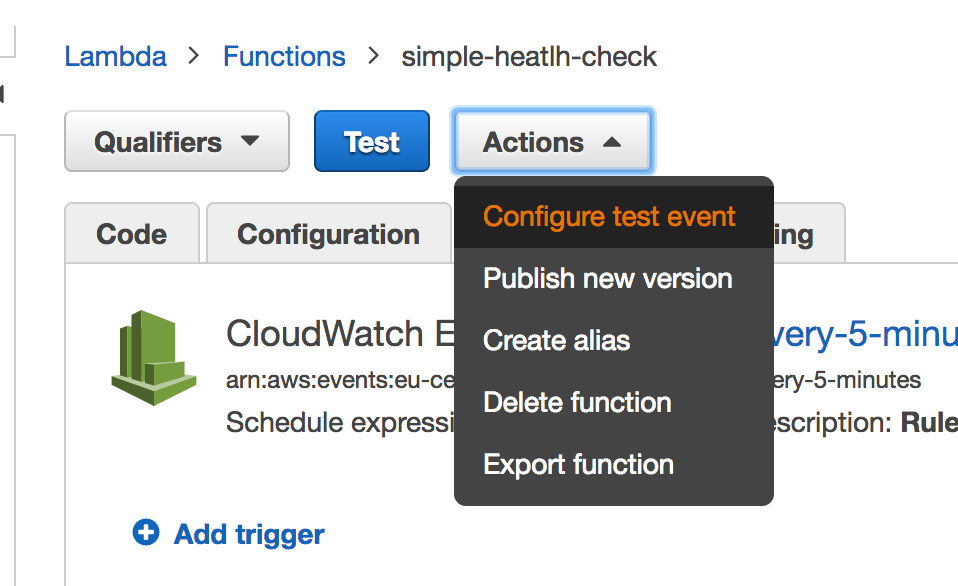 Lambda > Functions > simple-heatlh-check
Qualifiers Test Actions
Code Configuration ing
Configure test event
Publish new version
Create alias
Delete function
Export function
CloudWatch E very-5-minu
arn:aws:events:eu-ce ery-5-minutes
Schedule expressi escription: Rule
Add trigger